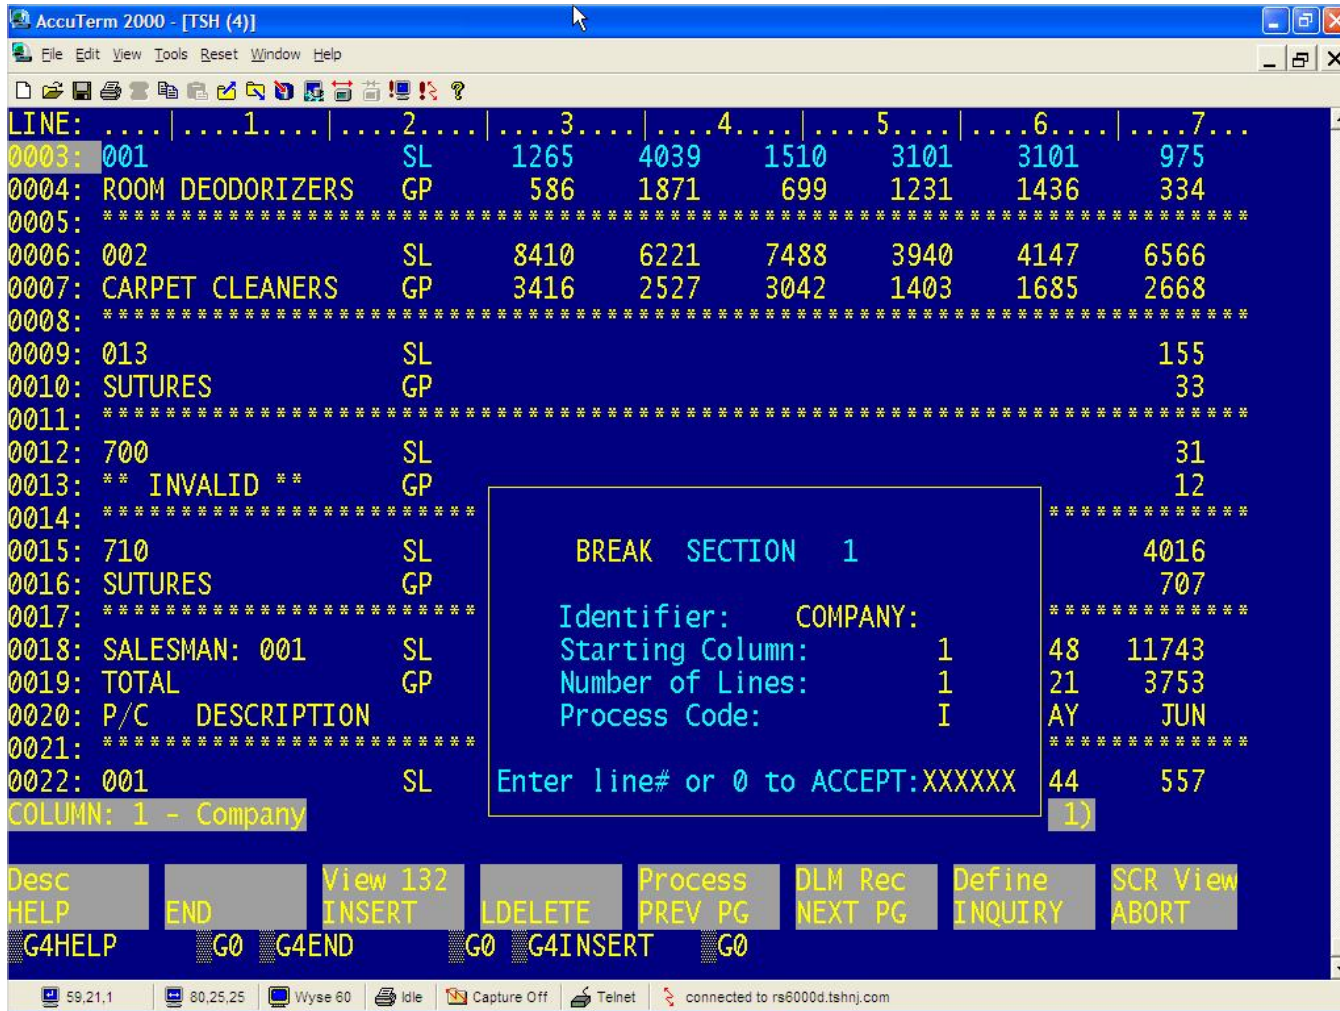 AccuTerm 2000 - [TSH (4)]
File Edit View Tools Reset Window Help
LINE: ....|....1....|....2....|....3....|....4....|....5....|....6....|....7...
0003: 001 SL 1265 4039 1510 3101 3101 975
0004: ROOM DEODORIZERS GP 586 1871 699 1231 1436 334
0005: *************************************************************************
0006: 002 SL 8410 6221 7488 3940 4147 6566
0007: CARPET CLEANERS GP 3416 2527 3042 1403 1685 2668
0008: *************************************************************************
0009: 013 SL 155
0010: SUTURES GP 33
0011: *************************************************************************
0012: 700 SL 31
0013: ** INVALID ** GP 12
0014: ************************ *************
0015: 710 SL BREAK SECTION 1 4016
0016: SUTURES GP 707
0017: ************************ Identifier: COMPANY: *************
0018: SALESMAN: 001 SL Starting Column: 1 48 11743
0019: TOTAL GP Number of Lines: 1 21 3753
0020: P/C DESCRIPTION Process Code: I AY JUN
0021: ************************ *************
0022: 001 SL Enter line# or 0 to ACCEPT:XXXXXX 44 557
COLUMN: 1 - Company 1)
Desc View 132 Process DLM Rec Define SCR View
HELP END INSERT LDELETE PREV PG NEXT PG INQUIRY ABORT
G4HELP G0 G4END G0 G4INSERT G0
59,21,1 80,25,25 Wyse 60 Idle Capture Off Telnet connected to rs6000d.tshnj.com